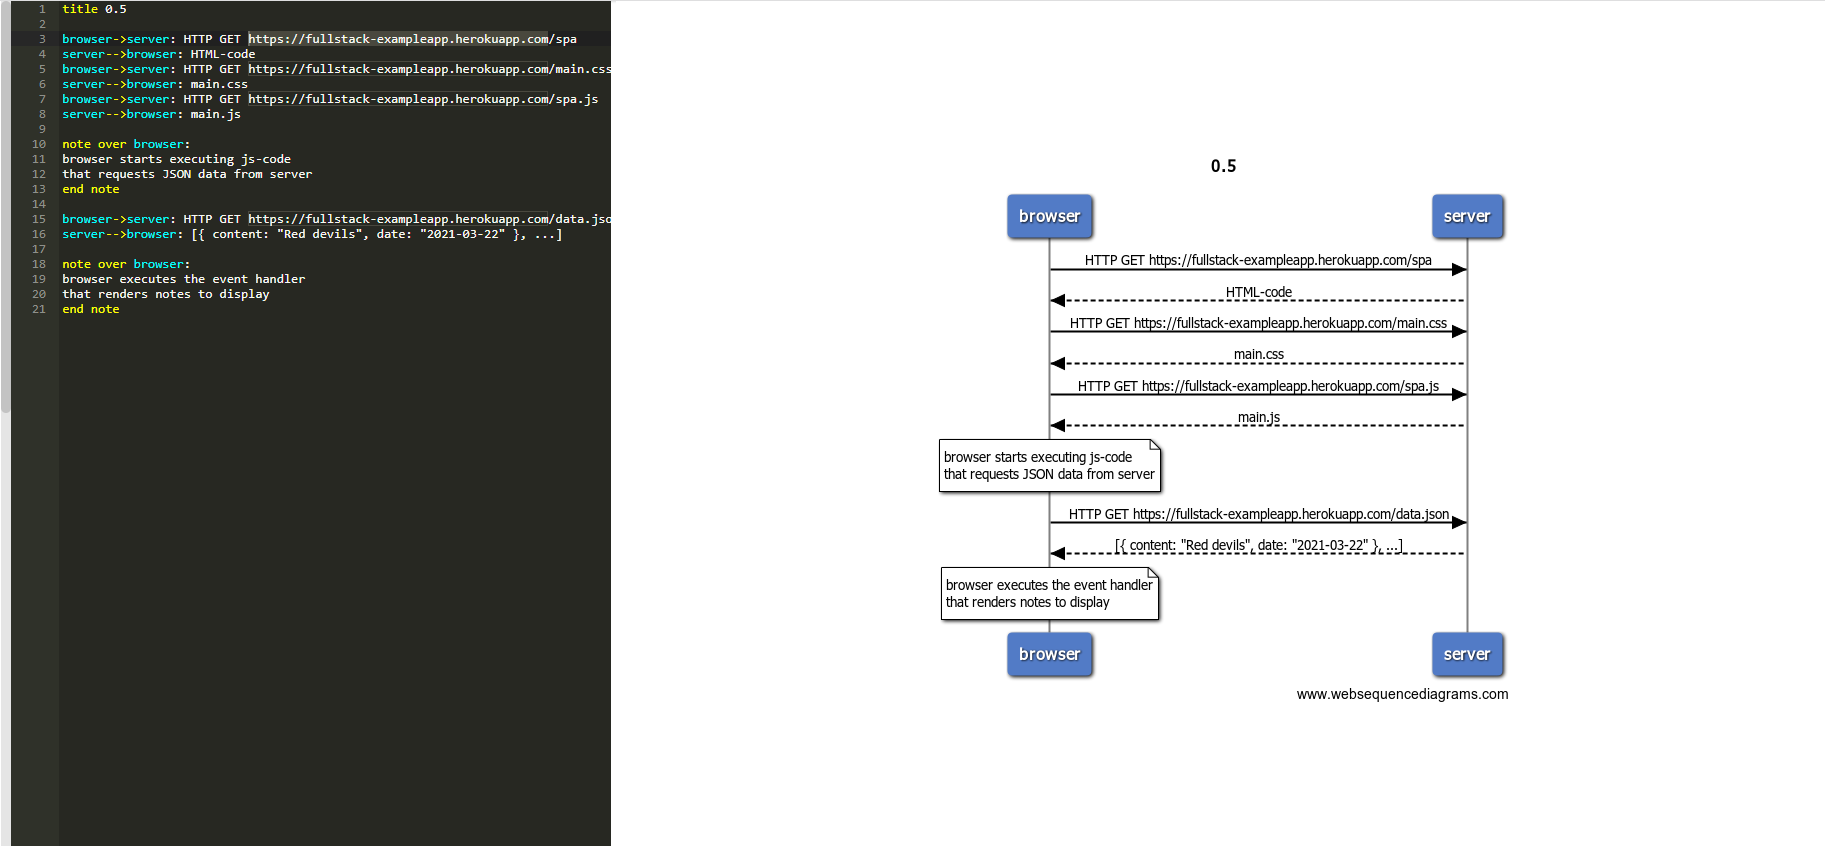 1 title 0.5
2
3 browser->server: HTTP GET https://fullstack-exampleapp.herokuapp.com/spa
4 server-->browser: HTML-code
5 browser->server: HTTP GET https://fullstack-exampleapp.herokuapp.com/main.css
6 server-->browser: main.css
7 browser->server: HTTP GET https://fullstack-exampleapp.herokuapp.com/spa.js
8 server-->browser: main.js
9
10 note over browser:
11 browser starts executing js-code
12 that requests JSON data from server
13 end note
14
15 browser->server: HTTP GET https://fullstack-exampleapp.herokuapp.com/data.jso
16 server-->browser: [{ content: "Red devils", date: "2021-03-22" }, ...]
17
18 note over browser:
19 browser executes the event handler
20 that renders notes to display
21 end note
0.5
browser server
HTTP GET https://fullstack-exampleapp.herokuapp.com/spa
HTML-code
HTTP GET https://fullstack-exampleapp.herokuapp.com/main.css
main.css
HTTP GET https://fullstack-exampleapp.herokuapp.com/spa.js
main.js
browser starts executing js-code
that requests JSON data from server
HTTP GET https://fullstack-exampleapp.herokuapp.com/data.json
[{ content: "Red devils", date: "2021-03-22" }, ...]
browser executes the event handler
that renders notes to display
browser server
www.websequencediagrams.com